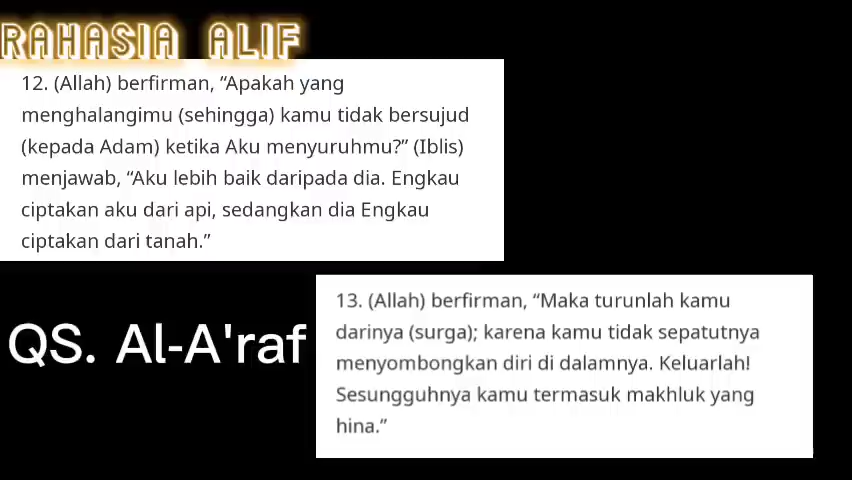 RAHASIA ALIF
12. (Allah) berfirman, “Apakah yang
menghalangimu (sehingga) kamu tidak bersujud
(kepada Adam) ketika Aku menyuruhmu?” (Iblis)
menjawab, “Aku lebih baik daripada dia. Engkau
ciptakan aku dari api, sedangkan dia Engkau
ciptakan dari tanah.”
QS. Al-A'raf
13. (Allah) berfirman, “Maka turunlah kamu
darinya (surga); karena kamu tidak sepatutnya
menyombongkan diri di dalamnya. Keluarlah!
Sesungguhnya kamu termasuk makhluk yang
hina.”